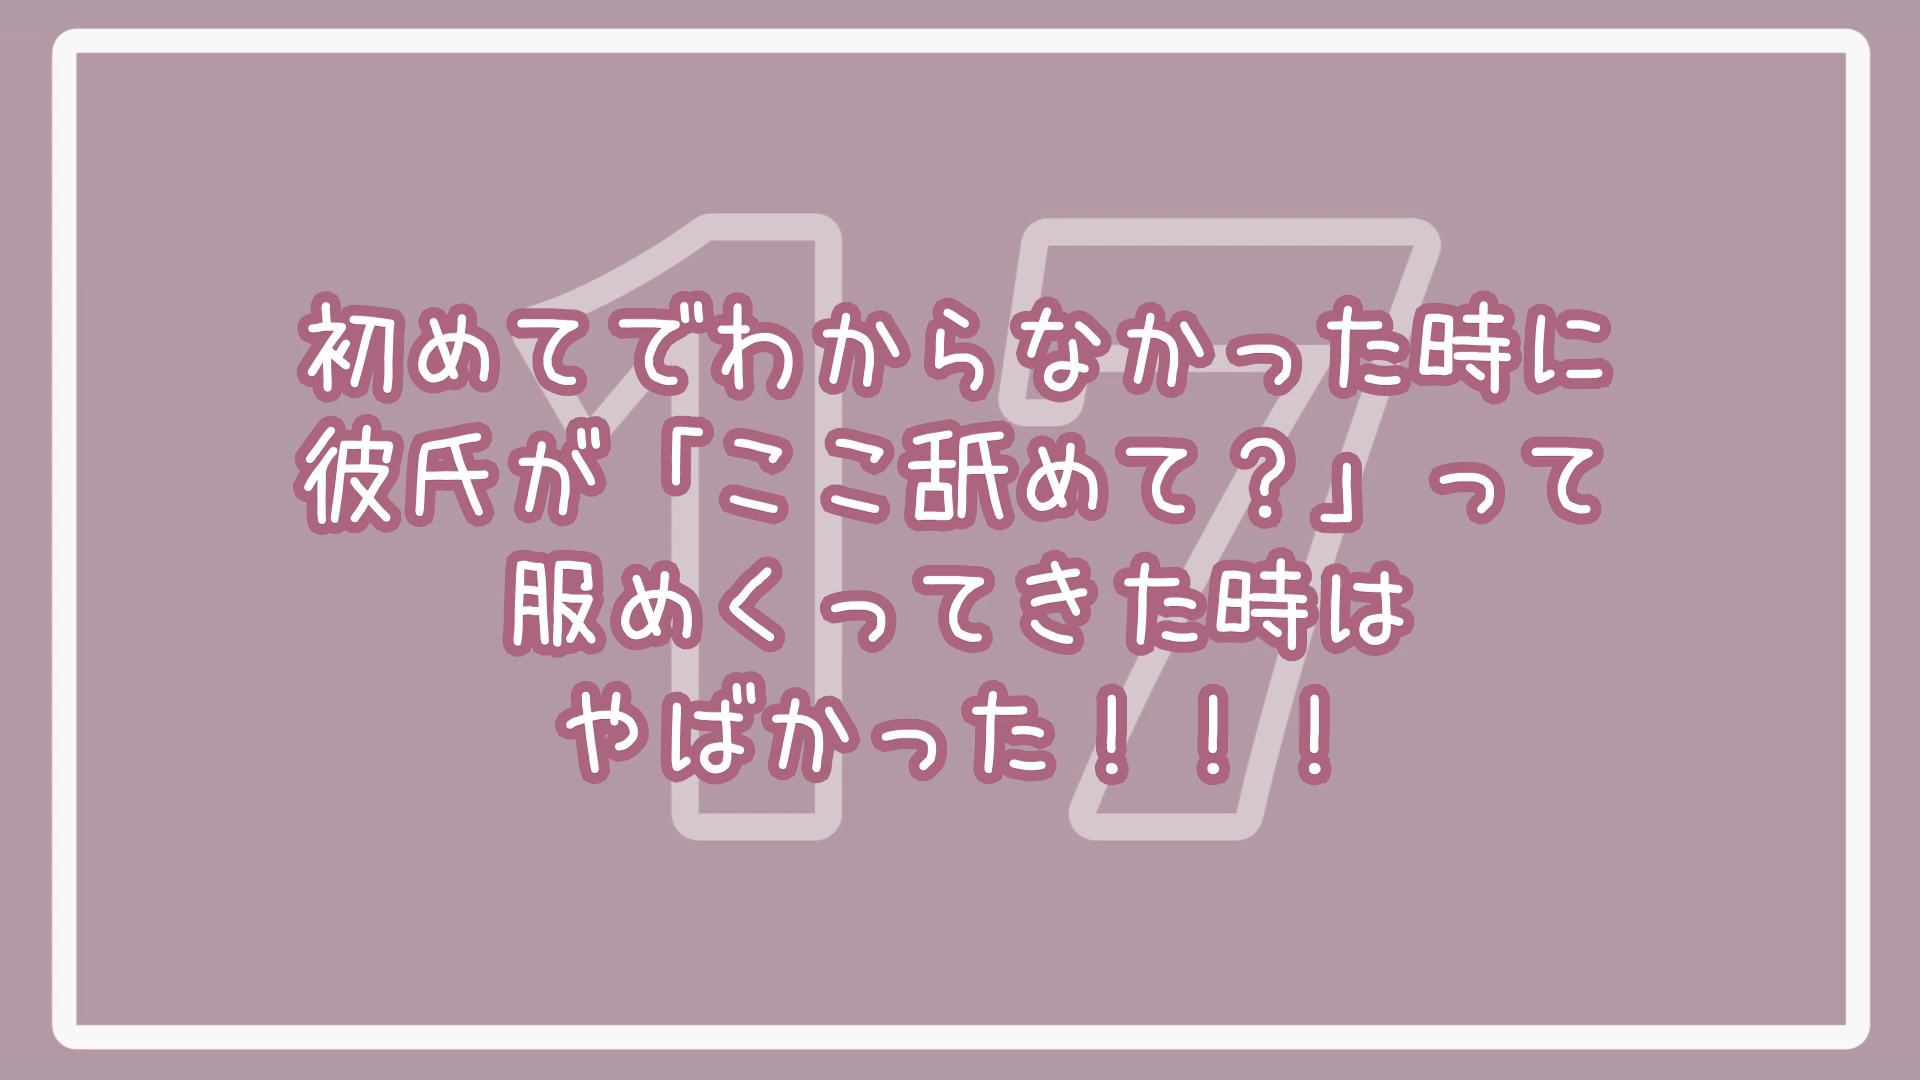 17
初めてでわからなかった時に
彼氏が「ここ舐めて？」って
服めくってきた時は
やばかった！！！